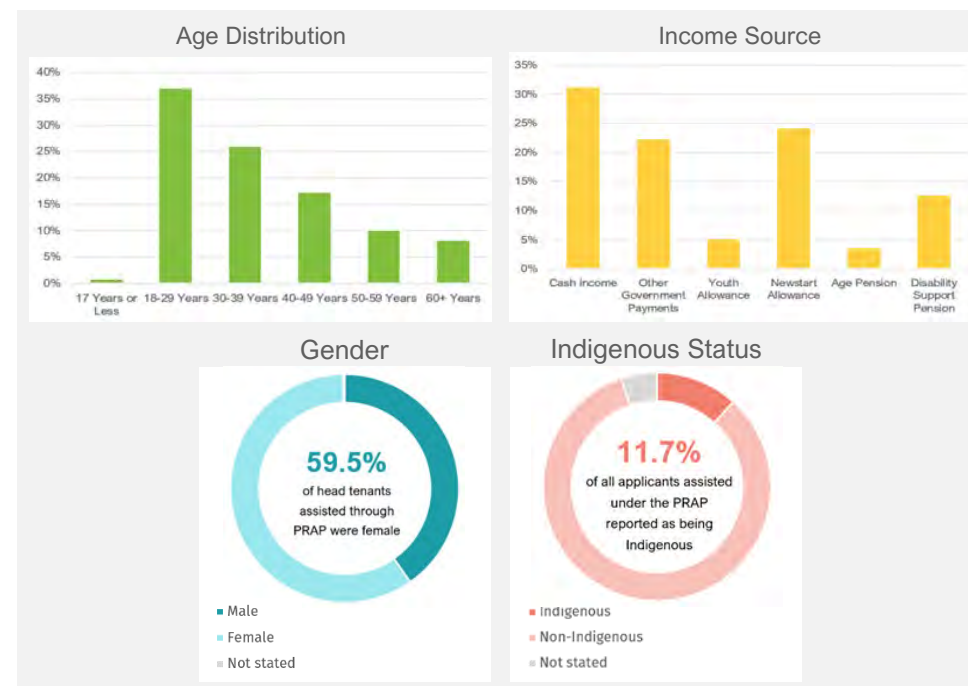 Age Distribution
40%
35%
30%
25%
20%
15%
10%
5%
0%
17 Years or 18-29 Years 30-39 Years 40-49 Years 50-59 Years 60+ Years
Less
Income Source
35%
30%
25%
20%
15%
10%
5%
0%
Cash Income Other Youth Newstart Age Pension Disability
Government Allowance Allowance Support
Payments Pension
Gender
59.5%
of head tenants
assisted through
PRAP were female
Male
Female
Not stated
Indigenous Status
11.7%
of all applicants assisted
under the PRAP
reported as being
Indigenous
Indigenous
Non-Indigenous
Not stated